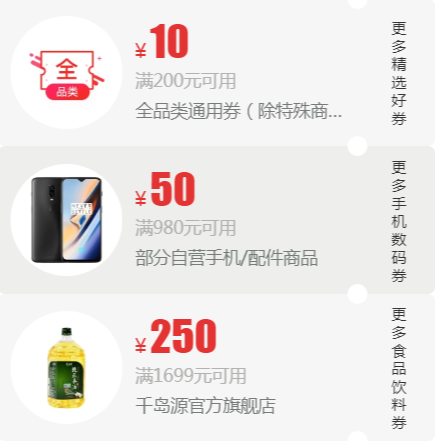 全
品类
¥ 10
满200元可用
全品类通用券（除特殊商...
更多精选好券
¥ 50
满980元可用
部分自营手机/配件商品
更多手机数码券
¥ 250
满1699元可用
千岛源官方旗舰店
更多食品饮料券